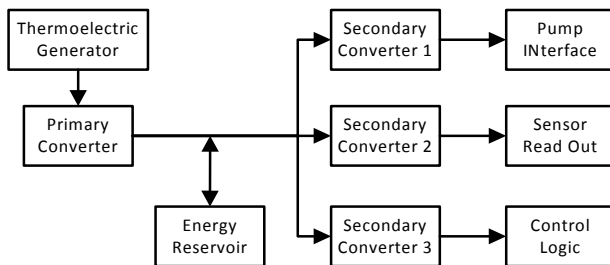 Thermoelectric
Generator
Secondary
Converter 1
Pump
INterface
Primary
Converter
Secondary
Converter 2
Sensor
Read Out
Energy
Reservoir
Secondary
Converter 3
Control
Logic